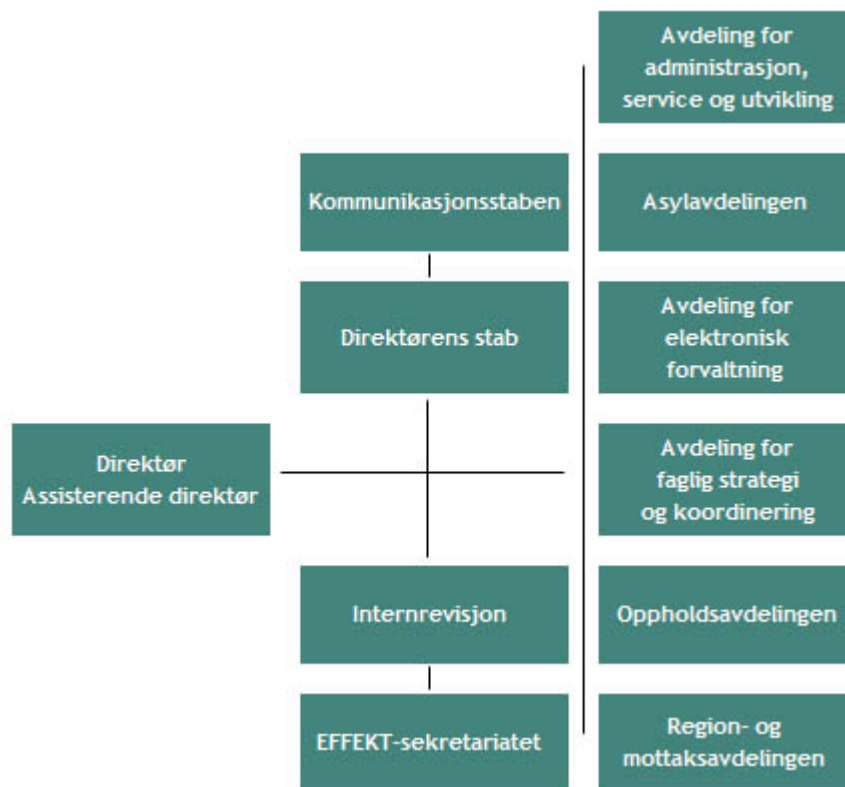 Avdeling for
administrasjon,
service og utvikling
Kommunikasjonsstaben
Asylavdelingen
Direktørens stab
Avdeling for
elektronisk
forvaltning
Direktør
Assisterende direktør
Avdeling for
faglig strategi
og koordinering
Internrevisjon
Oppholdsavdelingen
EFFEKT-sekretariatet
Region- og
mottaksavdelingen